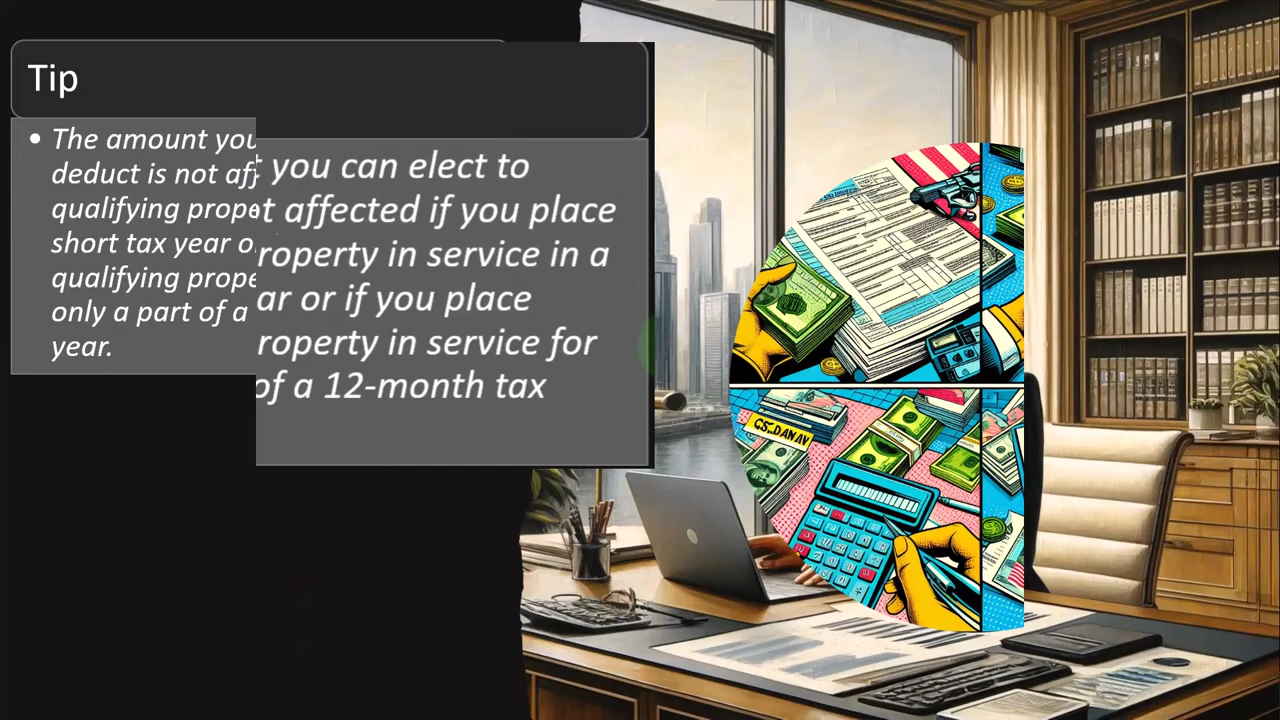 Tip
• The amount you
deduct is not aff
qualifying prope
short tax year o
qualifying prope
only a part of a
year.
you can elect to
t affected if you place
roperty in service in a
ar or if you place
roperty in service for
of a 12-month tax